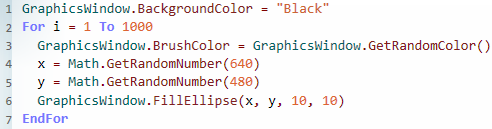 1 GraphicsWindow.BackgroundColor = "Black"
2 For i = 1 To 1000
3   GraphicsWindow.BrushColor = GraphicsWindow.GetRandomColor()
4   x = Math.GetRandomNumber(640)
5   y = Math.GetRandomNumber(480)
6   GraphicsWindow.FillEllipse(x, y, 10, 10)
7 EndFor